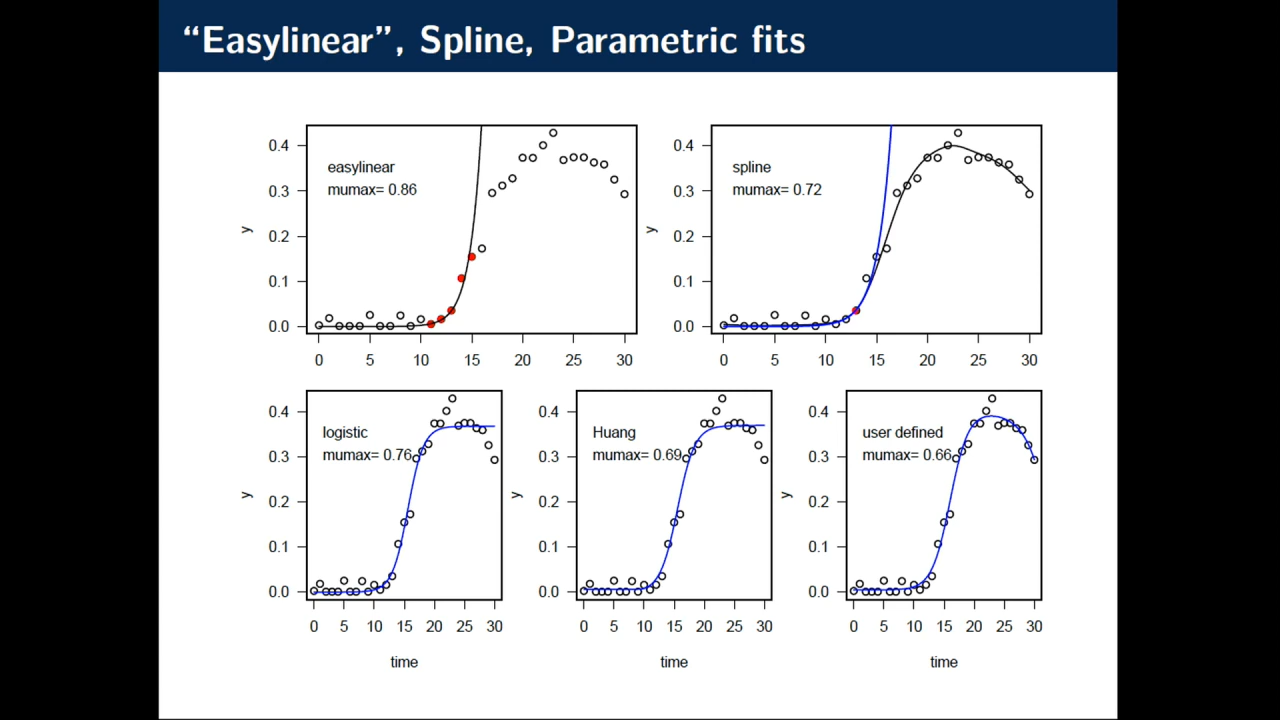 “Easylinear”, Spline, Parametric fits
easylinear
mumax= 0.86
y
0.4
0.3
0.2
0.1
0.0
0 5 10 15 20 25 30
spline
mumax= 0.72
y
0.4
0.3
0.2
0.1
0.0
0 5 10 15 20 25 30
logistic
mumax= 0.76
y
0.4
0.3
0.2
0.1
0.0
0 5 10 15 20 25 30
time
Huang
mumax= 0.69
y
0.4
0.3
0.2
0.1
0.0
0 5 10 15 20 25 30
time
user defined
mumax= 0.66
y
0.4
0.3
0.2
0.1
0.0
0 5 10 15 20 25 30
time